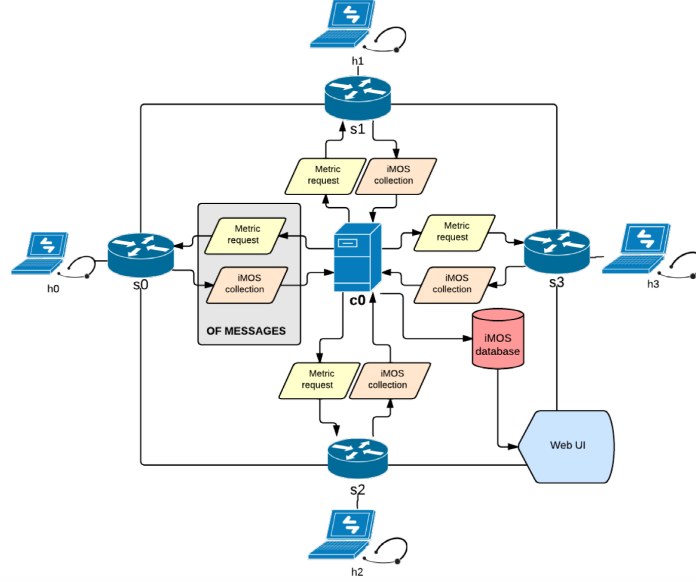 h1
s1
Metric
request
iMOS
collection
Metric
request
iMOS
collection
OF MESSAGES
h0
s0
c0
Metric
request
iMOS
collection
s3
h3
iMOS
database
Metric
request
iMOS
collection
Web UI
s2
h2